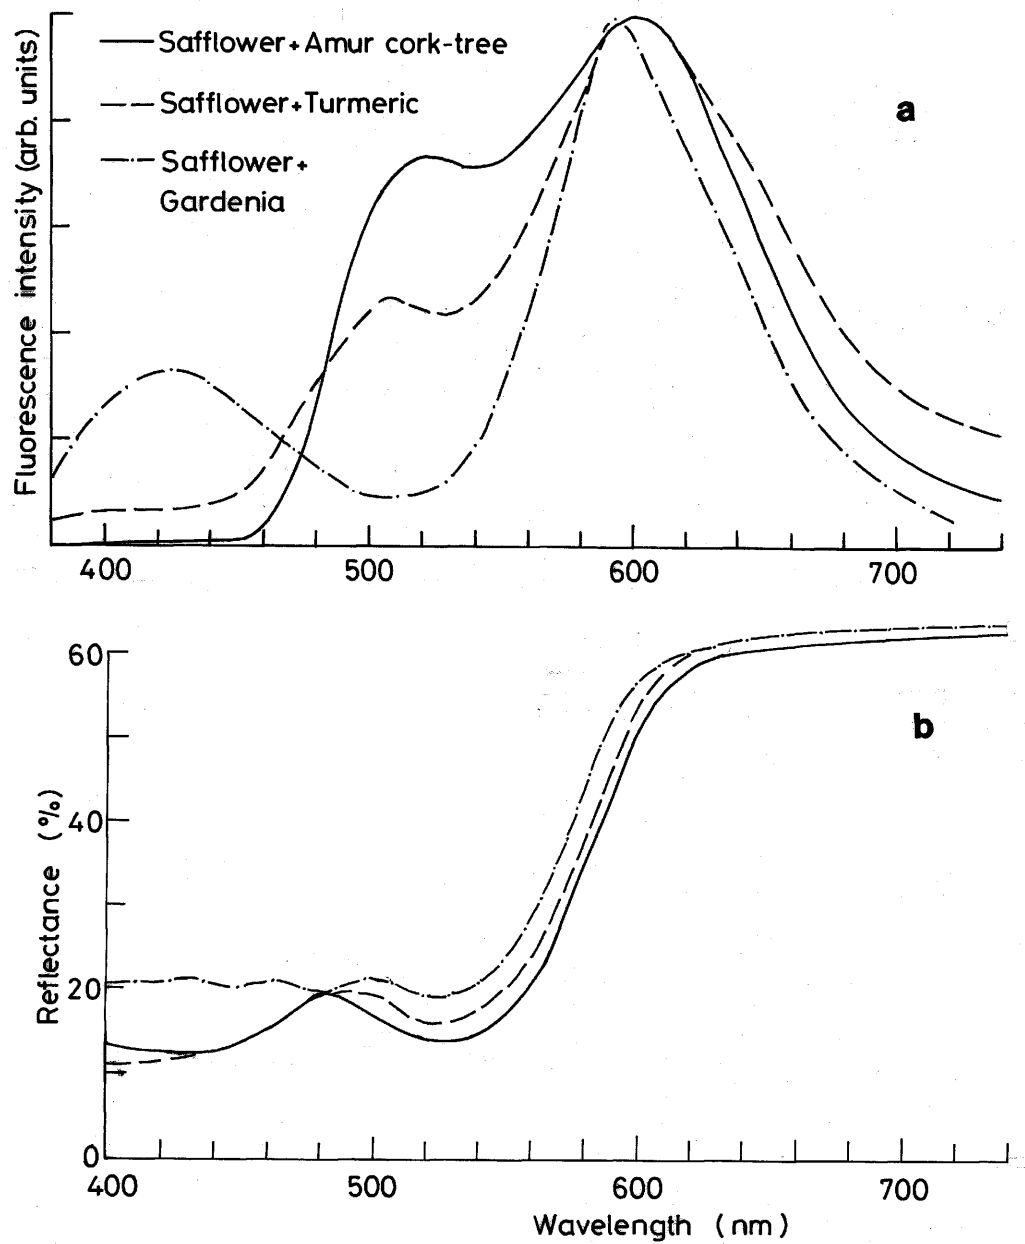 Fluorescence intensity (arb. units)
Safflower + Amur cork-tree
Safflower + Turmeric
Safflower +
Gardenia
a
400 500 600 700
Reflectance (%)
60
40
20
0
b
400 500 600 700
Wavelength (nm)